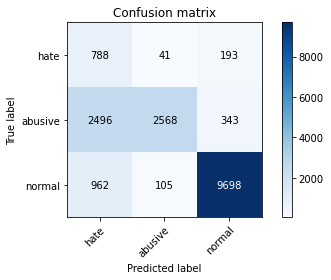 Confusion matrix
hate 788 41 193
abusive 2496 2568 343
normal 962 105 9698
hate abusive normal
True label
Predicted label
8000
6000
4000
2000